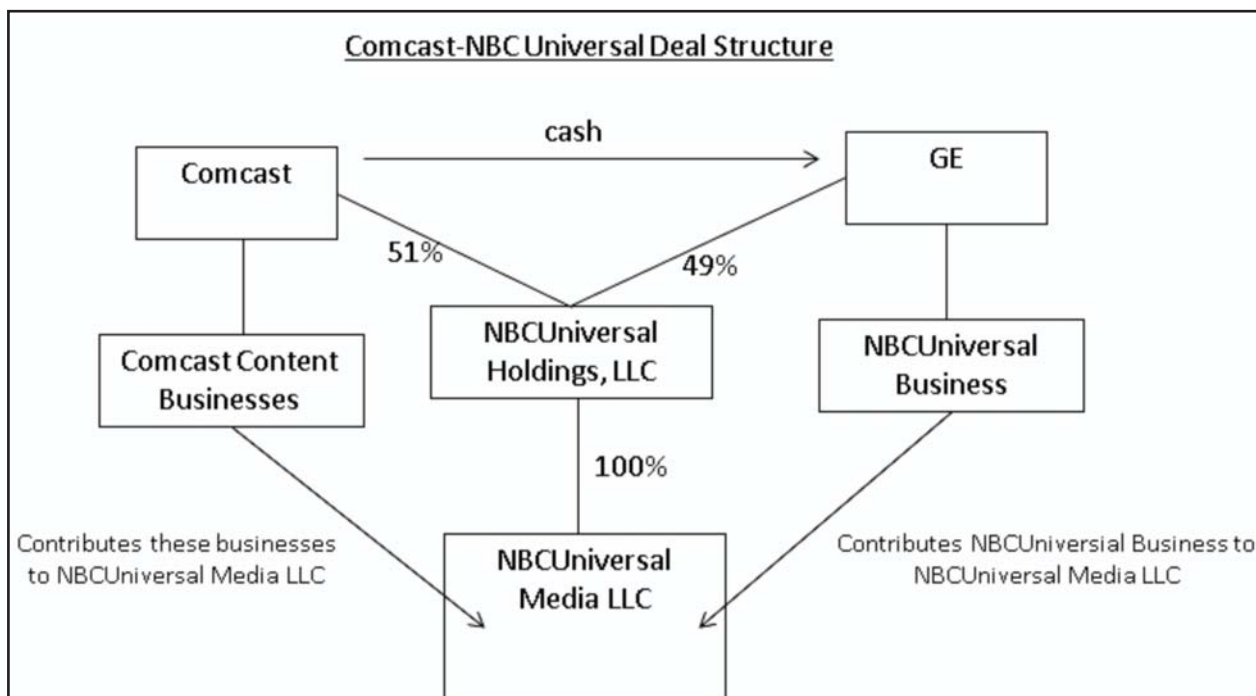 Comcast-NBC Universal Deal Structure
cash
Comcast
GE
51%
49%
Comcast Content
Businesses
NBCUniversal
Holdings, LLC
NBCUniversal
Business
100%
Contributes these businesses
to NBCUniversal Media LLC
NBCUniversal
Media LLC
Contributes NBCUniversial Business to
NBCUniversal Media LLC